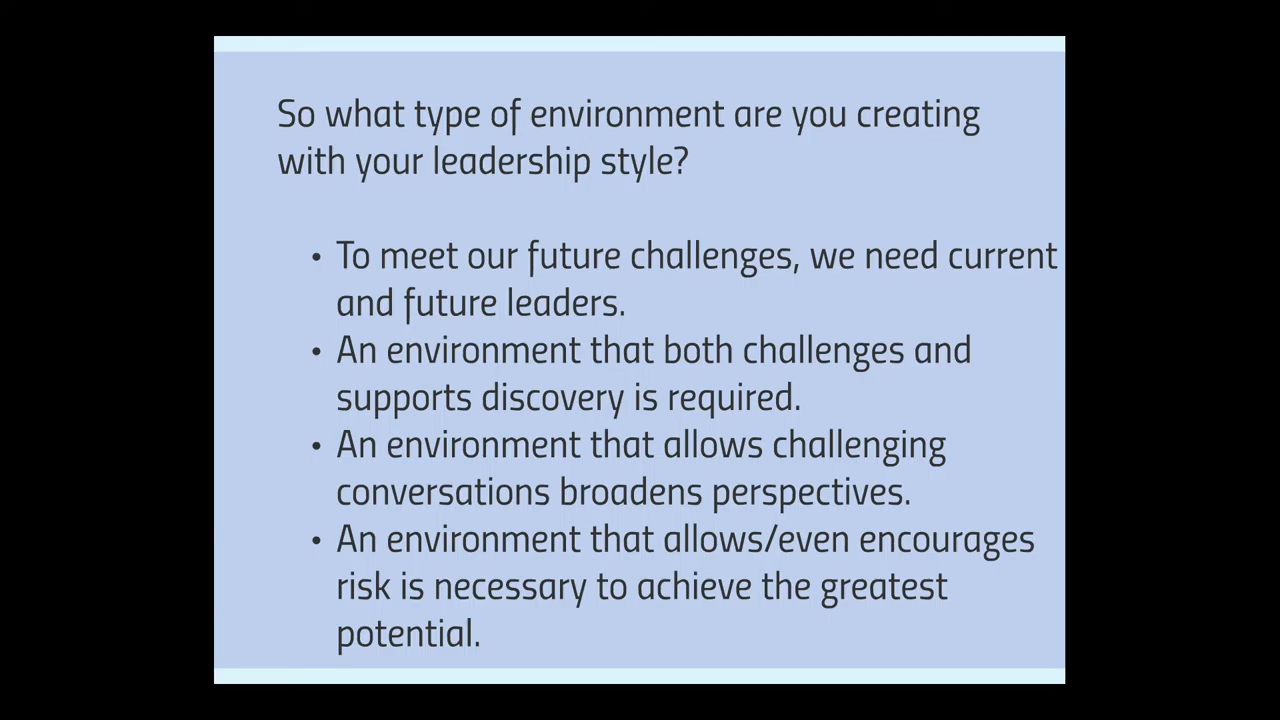 So what type of environment are you creating
with your leadership style?
• To meet our future challenges, we need current
and future leaders.
• An environment that both challenges and
supports discovery is required.
• An environment that allows challenging
conversations broadens perspectives.
• An environment that allows/even encourages
risk is necessary to achieve the greatest
potential.